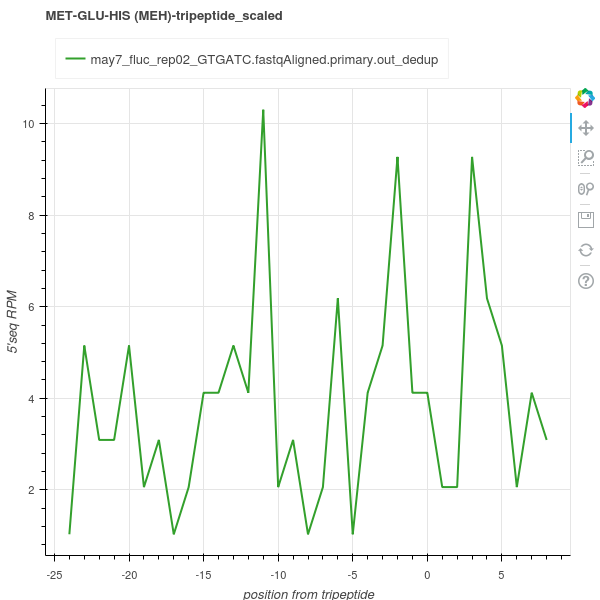 MET-GLU-HIS (MEH)-tripeptide_scaled
may7_fluc_rep02_GTGATC.fastqAligned.primary.out_dedup
10
8
6
4
2
5'seq RPM
-25 -20 -15 -10 -5 0 5
position from tripeptide